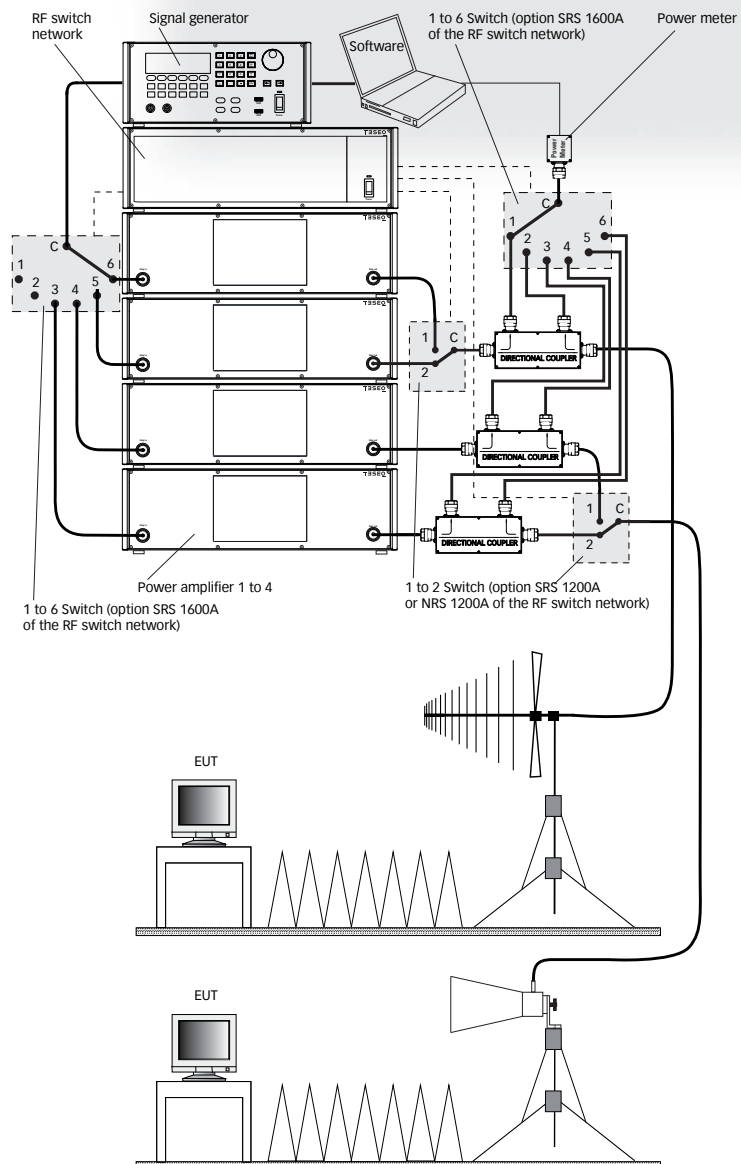 RF switch
network
Signal generator
1 to 6 Switch (option SRS 1600A
of the RF switch network)
Power meter
Software
TESEQ
Power
Meter
C
1
2
3
4
5
6
C
1
2
3
4
5
6
TESEQ
TESEQ
1
2
C
DIRECTIONAL COUPLER
TESEQ
DIRECTIONAL COUPLER
TESEQ
1
2
C
DIRECTIONAL COUPLER
Power amplifier 1 to 4
1 to 6 Switch (option SRS 1600A
of the RF switch network)
1 to 2 Switch (option SRS 1200A
or NRS 1200A of the RF switch network)
EUT
EUT